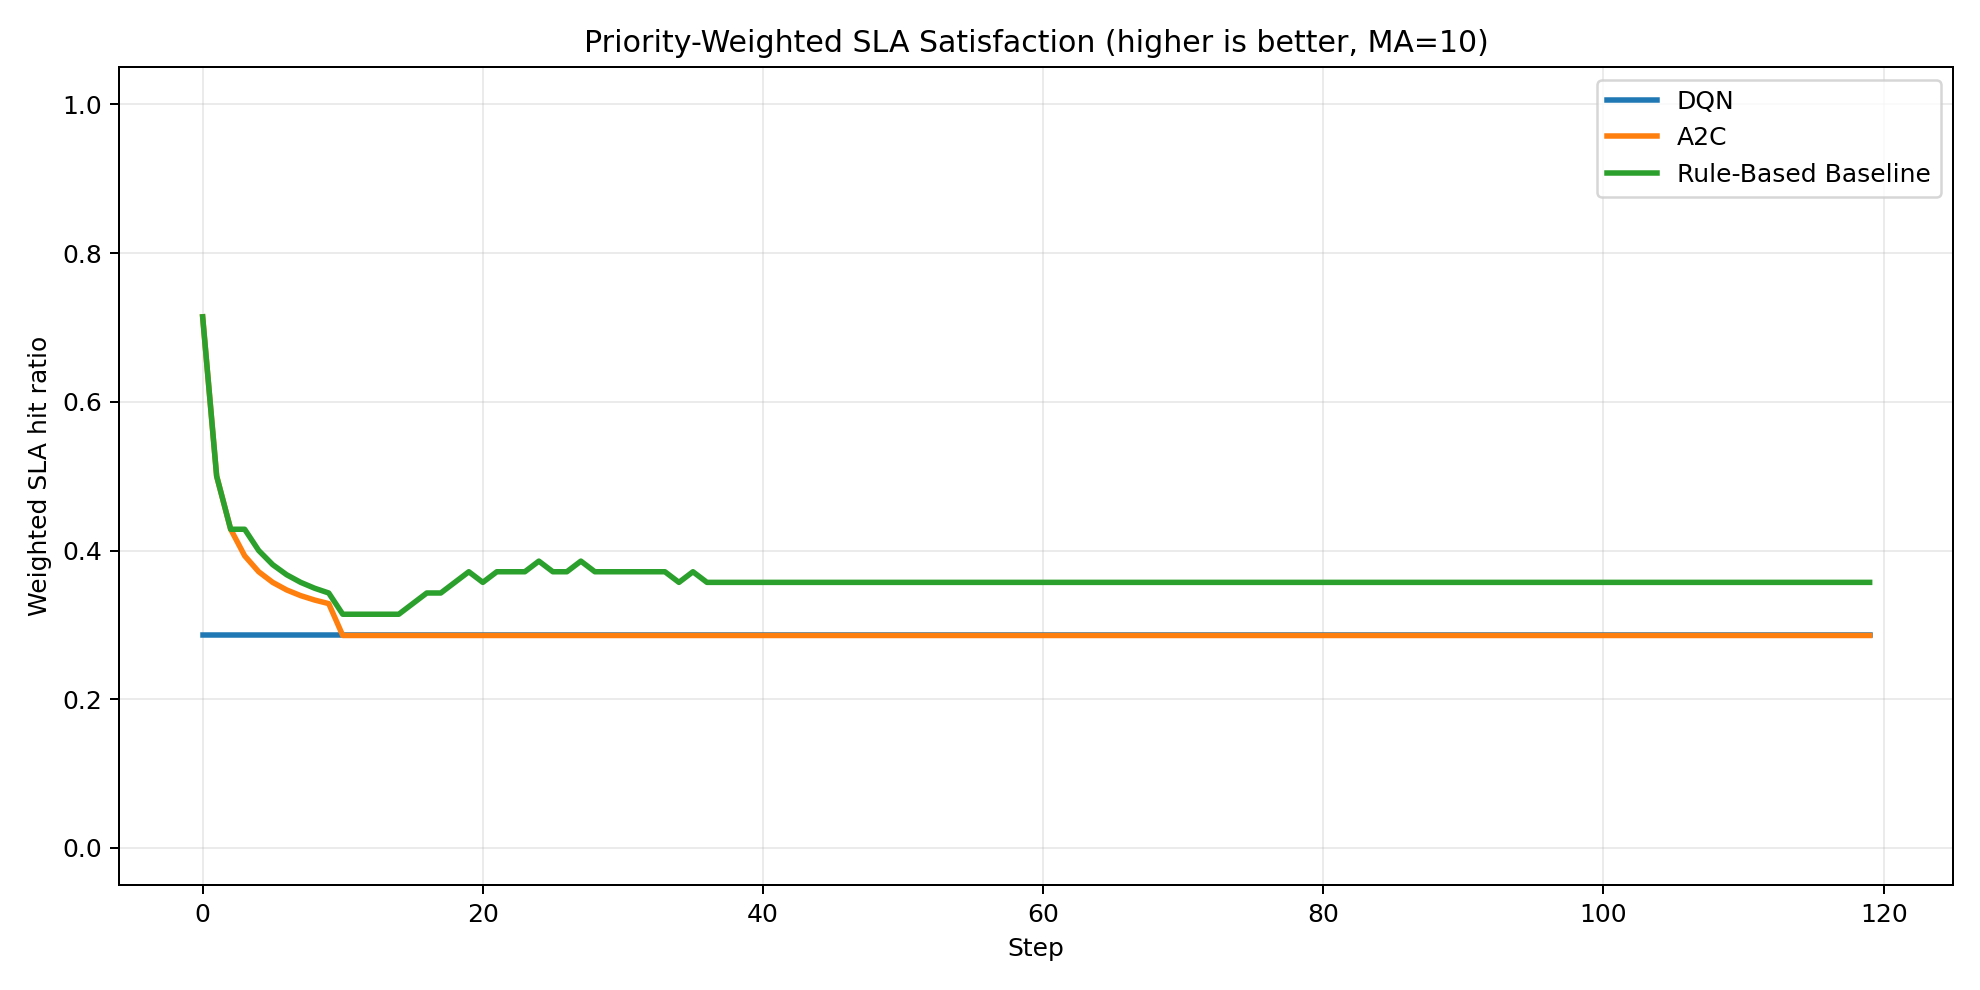 Priority-Weighted SLA Satisfaction (higher is better, MA=10)
DQN
A2C
Rule-Based Baseline
Weighted SLA hit ratio
1.0
0.8
0.6
0.4
0.2
0.0
0 20 40 60 80 100 120
Step